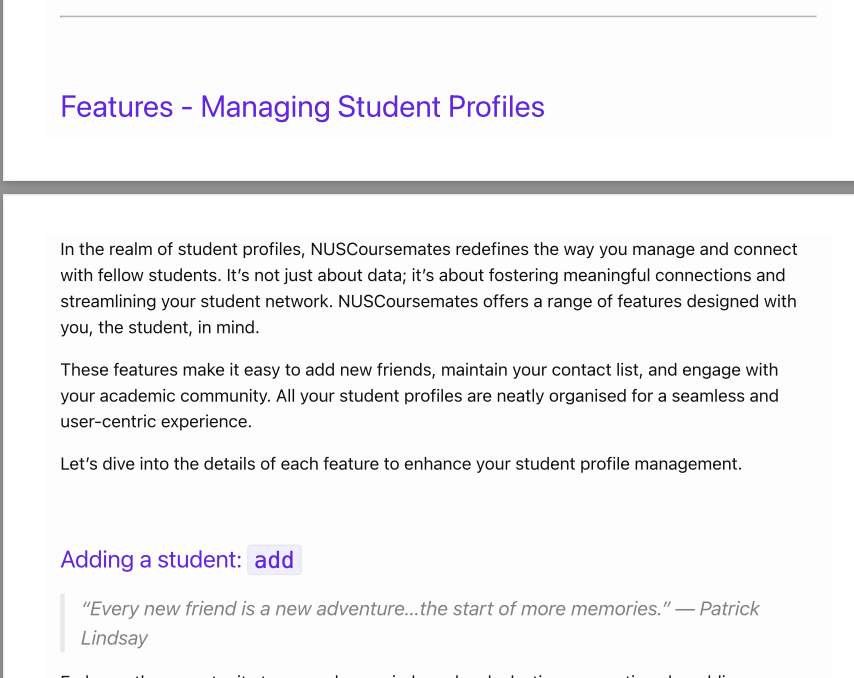 Features - Managing Student Profiles
In the realm of student profiles, NUSCoursemates redefines the way you manage and connect
with fellow students. It’s not just about data; it’s about fostering meaningful connections and
streamlining your student network. NUSCoursemates offers a range of features designed with
you, the student, in mind.
These features make it easy to add new friends, maintain your contact list, and engage with
your academic community. All your student profiles are neatly organised for a seamless and
user-centric experience.
Let’s dive into the details of each feature to enhance your student profile management.
Adding a student: add
“Every new friend is a new adventure…the start of more memories.” — Patrick
Lindsay